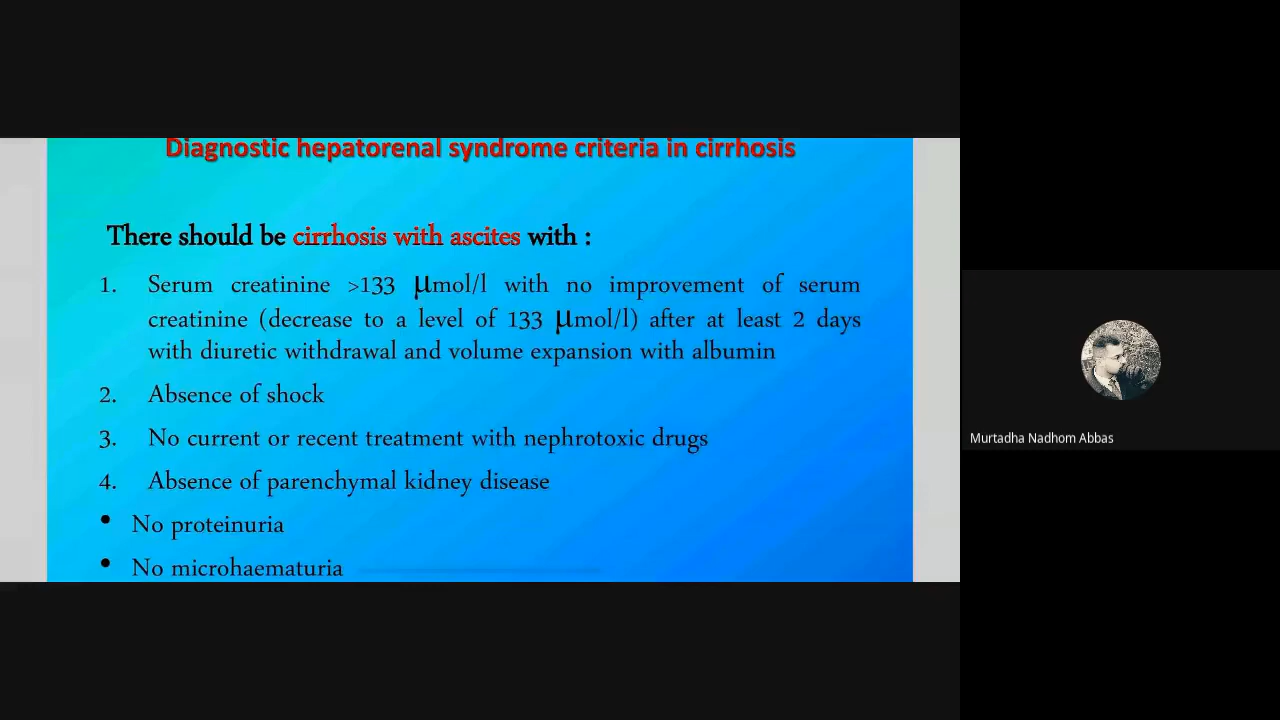 Diagnostic hepatorenal syndrome criteria in cirrhosis
There should be cirrhosis with ascites with :
1. Serum creatinine >133 μmol/l with no improvement of serum
creatinine (decrease to a level of 133 μmol/l) after at least 2 days
with diuretic withdrawal and volume expansion with albumin
2. Absence of shock
3. No current or recent treatment with nephrotoxic drugs
4. Absence of parenchymal kidney disease
• No proteinuria
• No microhaematuria
Murtadha Nadhom Abbas